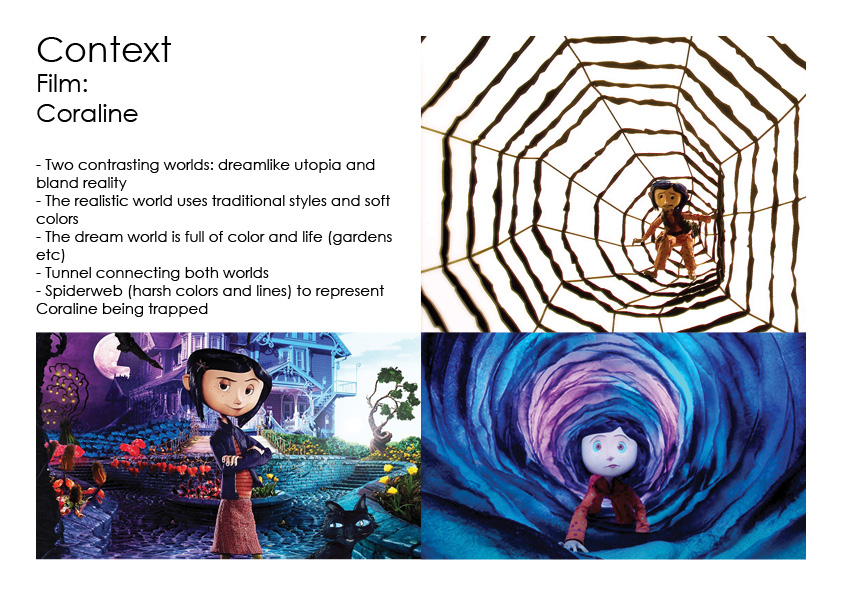 Context
Film:
Coraline
- Two contrasting worlds: dreamlike utopia and
bland reality
- The realistic world uses traditional styles and soft
colors
- The dream world is full of color and life (gardens
etc)
- Tunnel connecting both worlds
- Spiderweb (harsh colors and lines) to represent
Coraline being trapped